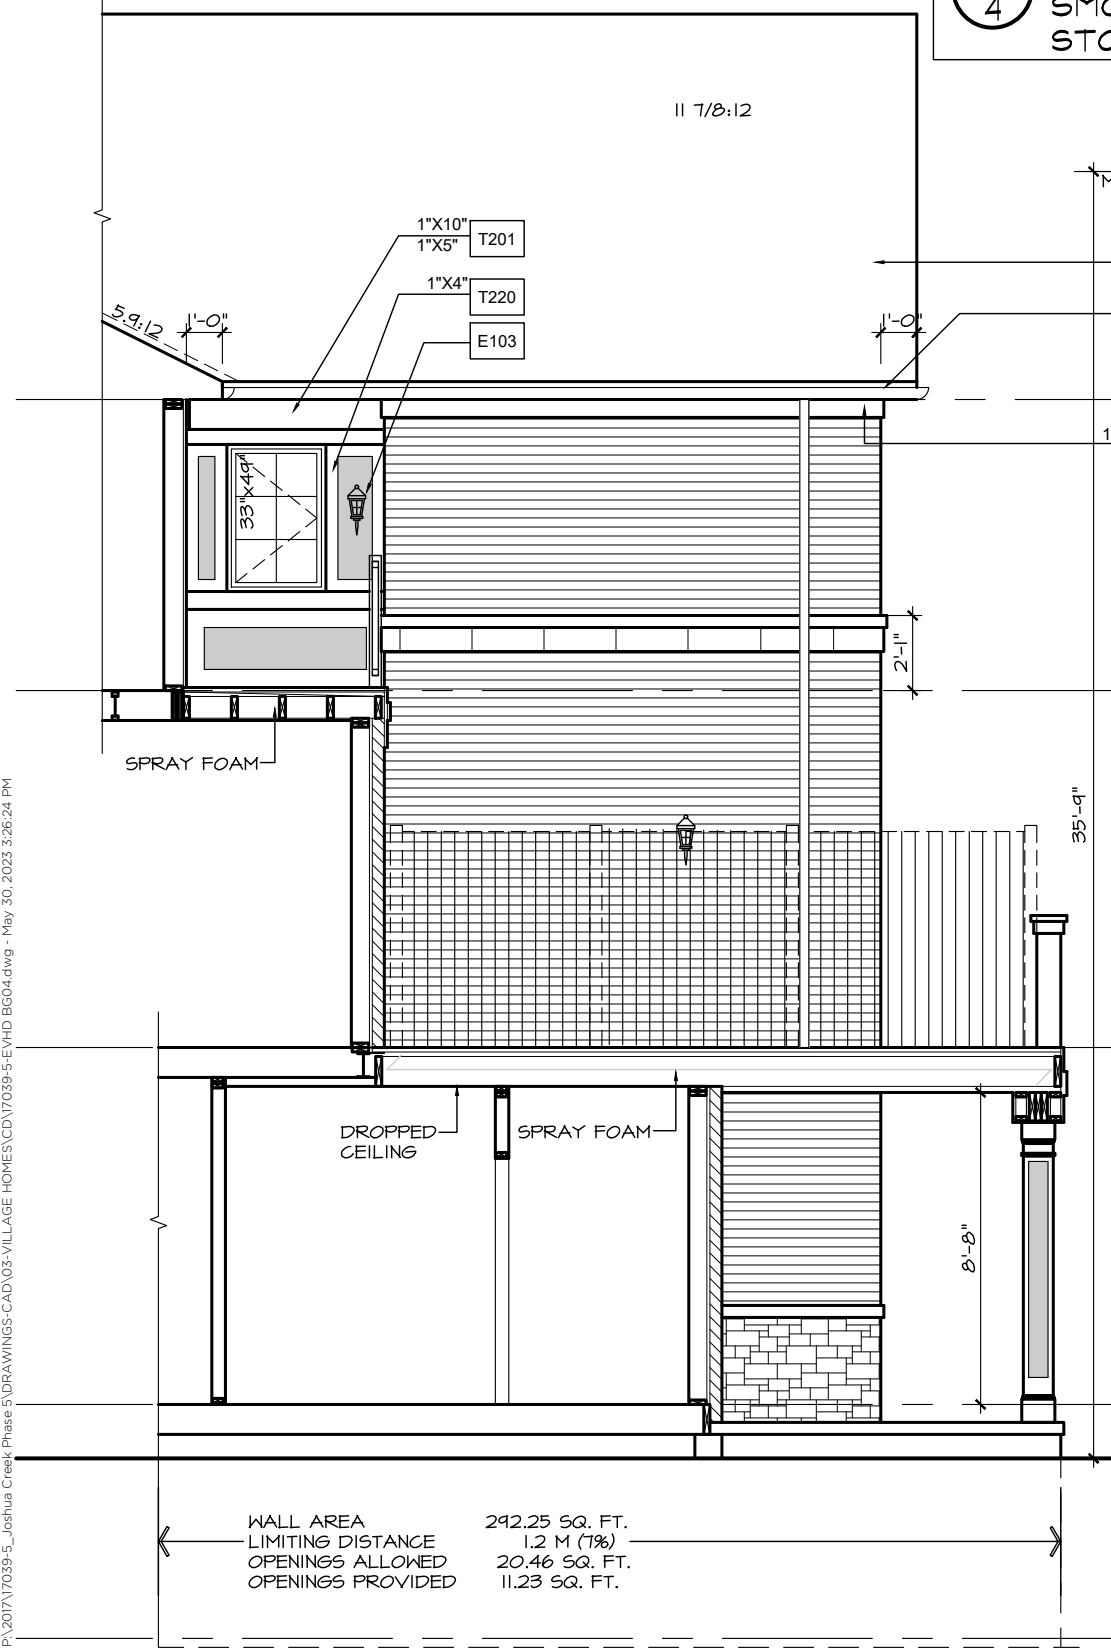 4
STO
11 7/8:12
1"X10"
1"X5"
T201
1"X4"
T220
E103
5.9:12
1'-0"
1'-0"
33"x49"
2'-1"
SPRAY FOAM
35'-9"
DROPPED
CEILING
SPRAY FOAM
8'-8"
WALL AREA 292.25 SQ. FT.
LIMITING DISTANCE 1.2 M (7%)
OPENINGS ALLOWED 20.46 SQ. FT.
OPENINGS PROVIDED 11.23 SQ. FT.
P:\2017\17039-5_Joshua Creek Phase 5\DRAWINGS-CAD\03-VILLAGE HOMES\CD\17039-5-EVHD BG04.dwg - May 30, 2023 3:26:24 PM